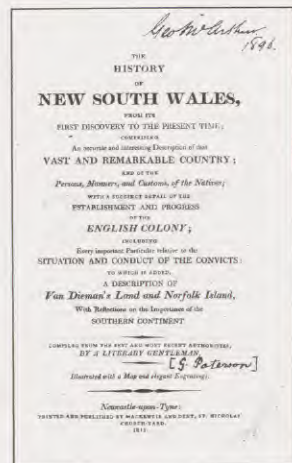 Geo McArthur
1896.
THE
HISTORY
OF
NEW SOUTH WALES,
FROM ITS
FIRST DISCOVERY TO THE PRESENT TIME;
COMPRISING
An accurate and interesting Description of that
VAST AND REMARKABLE COUNTRY;
AND OF THE
Persons, Manners, and Customs, of the Natives;
WITH A SUCCINCT DETAIL OF THE
ESTABLISHMENT AND PROGRESS
OF THE
ENGLISH COLONY;
INCLUDING
Every important Particular relative to the
SITUATION AND CONDUCT OF THE CONVICTS:
TO WHICH IS ADDED,
A DESCRIPTION OF
Van Dieman's Land and Norfolk Island,
With Reflections on the Importance of the
SOUTHERN CONTINENT
COMPILED FROM THE BEST AND MOST RECENT AUTHORITIES,
BY A LITERARY GENTLEMAN.
[G. Paterson]
Illustrated with a Map and elegant Engravings.
Newcastle-upon-Tyne:
PRINTED AND PUBLISHED BY MACKENZIE AND DENT, ST. NICHOLAS'
CHURCH-YARD.
1811.